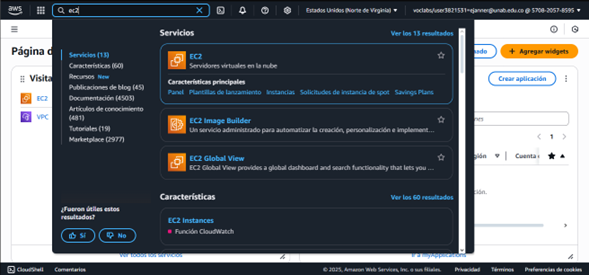 aws
ec2
Estados Unidos (Norte de Virginia)
voclabs/user3821531=ejanner@unab.edu.co @ 5708-2057-8595
Página d
Agregar widgets
Visita
EC2
VPC
Crear aplicación
Servicios (13)
Características (60)
Recursos New
Publicaciones de blog (45)
Documentación (4503)
Artículos de conocimiento
(481)
Tutoriales (19)
Marketplace (2977)
¿Fueron útiles estos
resultados?
Sí
No
Servicios
Ver los 13 resultados
EC2
Servidores virtuales en la nube
Características principales
Panel Plantillas de lanzamiento Instancias Solicitudes de instancia de spot Savings Plans
EC2 Image Builder
Un servicio administrado para automatizar la creación, personalización e implement...
EC2 Global View
EC2 Global View provides a global dashboard and search functionality that lets you ...
Características
Ver los 60 resultados
EC2 Instances
Función CloudWatch
1
gión
Cuenta
Ver todos los servicios
Ir a myApplications
CloudShell
Comentarios
© 2025, Amazon Web Services, Inc. o sus filiales.
Privacidad
Términos
Preferencias de cookies